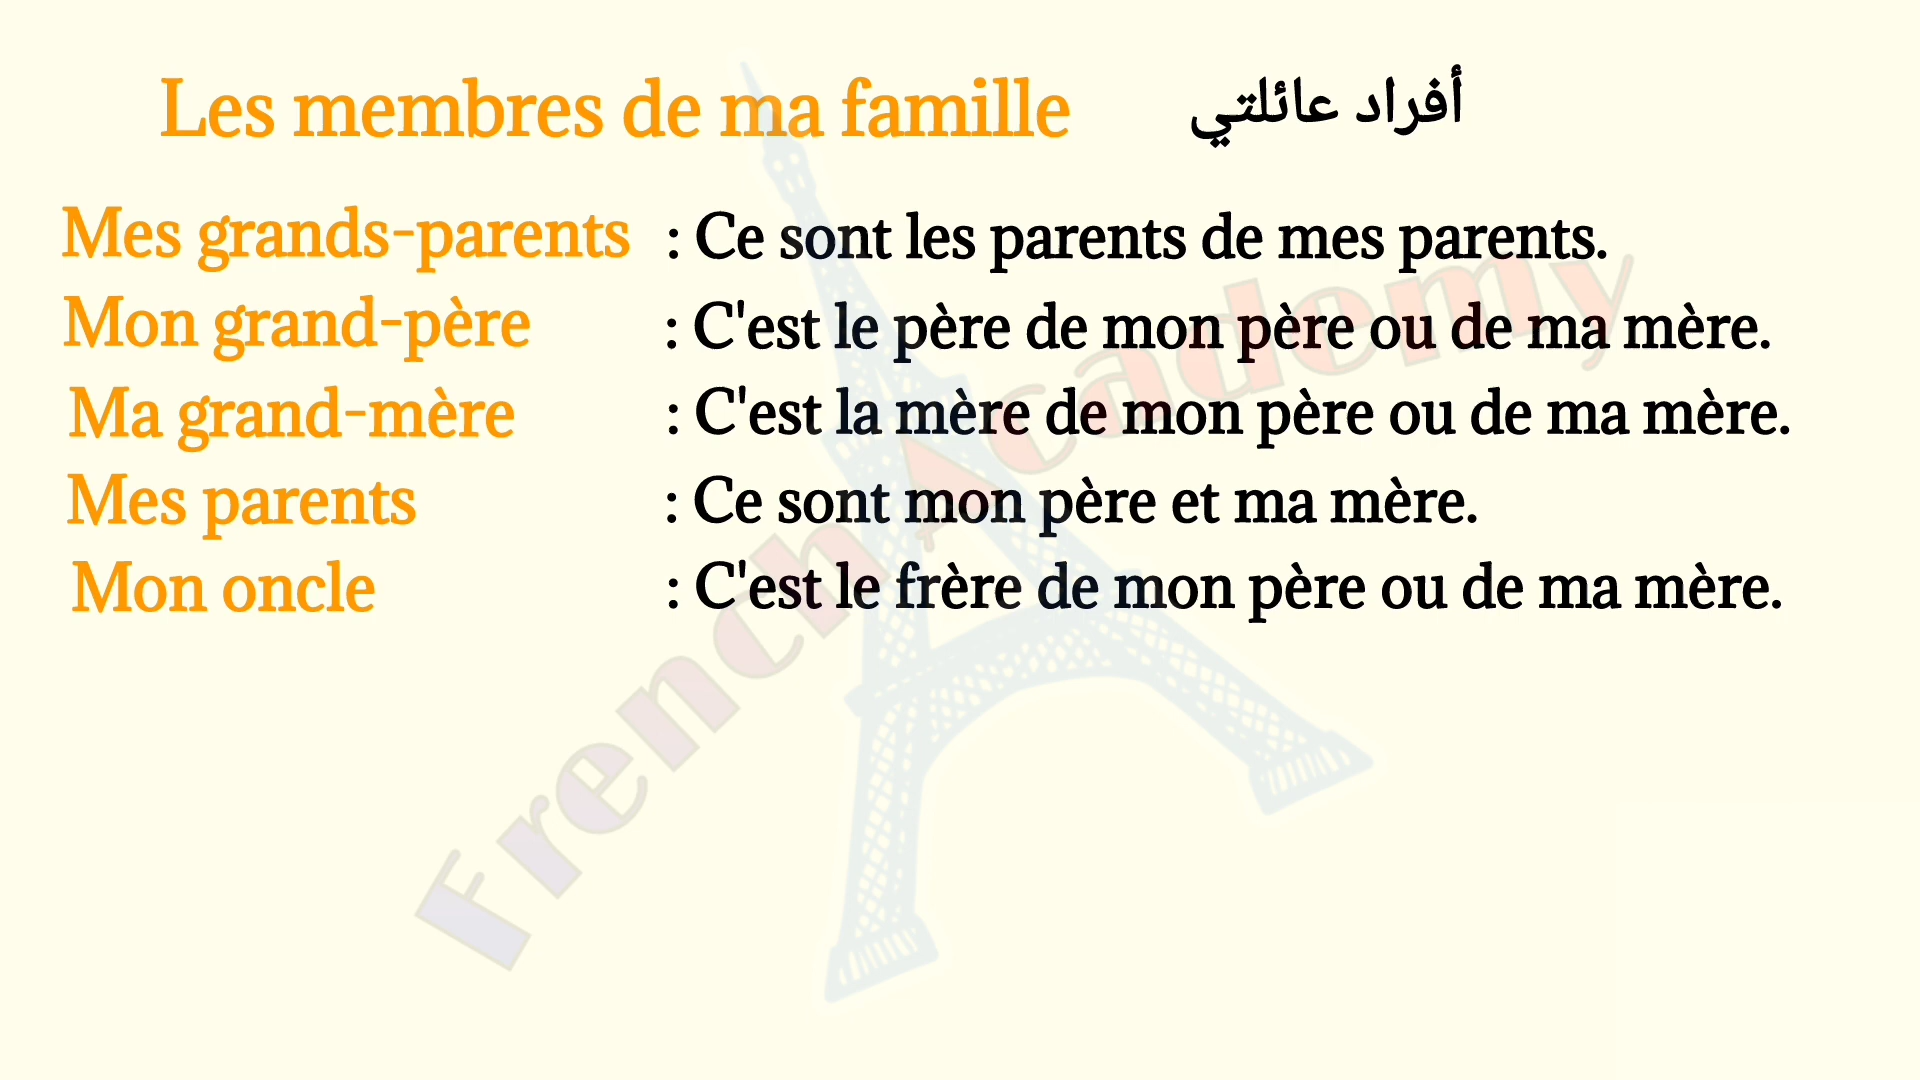 Les membres de ma famille أفراد عائلتي
Mes grands-parents : Ce sont les parents de mes parents.
Mon grand-père : C'est le père de mon père ou de ma mère.
Ma grand-mère : C'est la mère de mon père ou de ma mère.
Mes parents : Ce sont mon père et ma mère.
Mon oncle : C'est le frère de mon père ou de ma mère.
French Academy